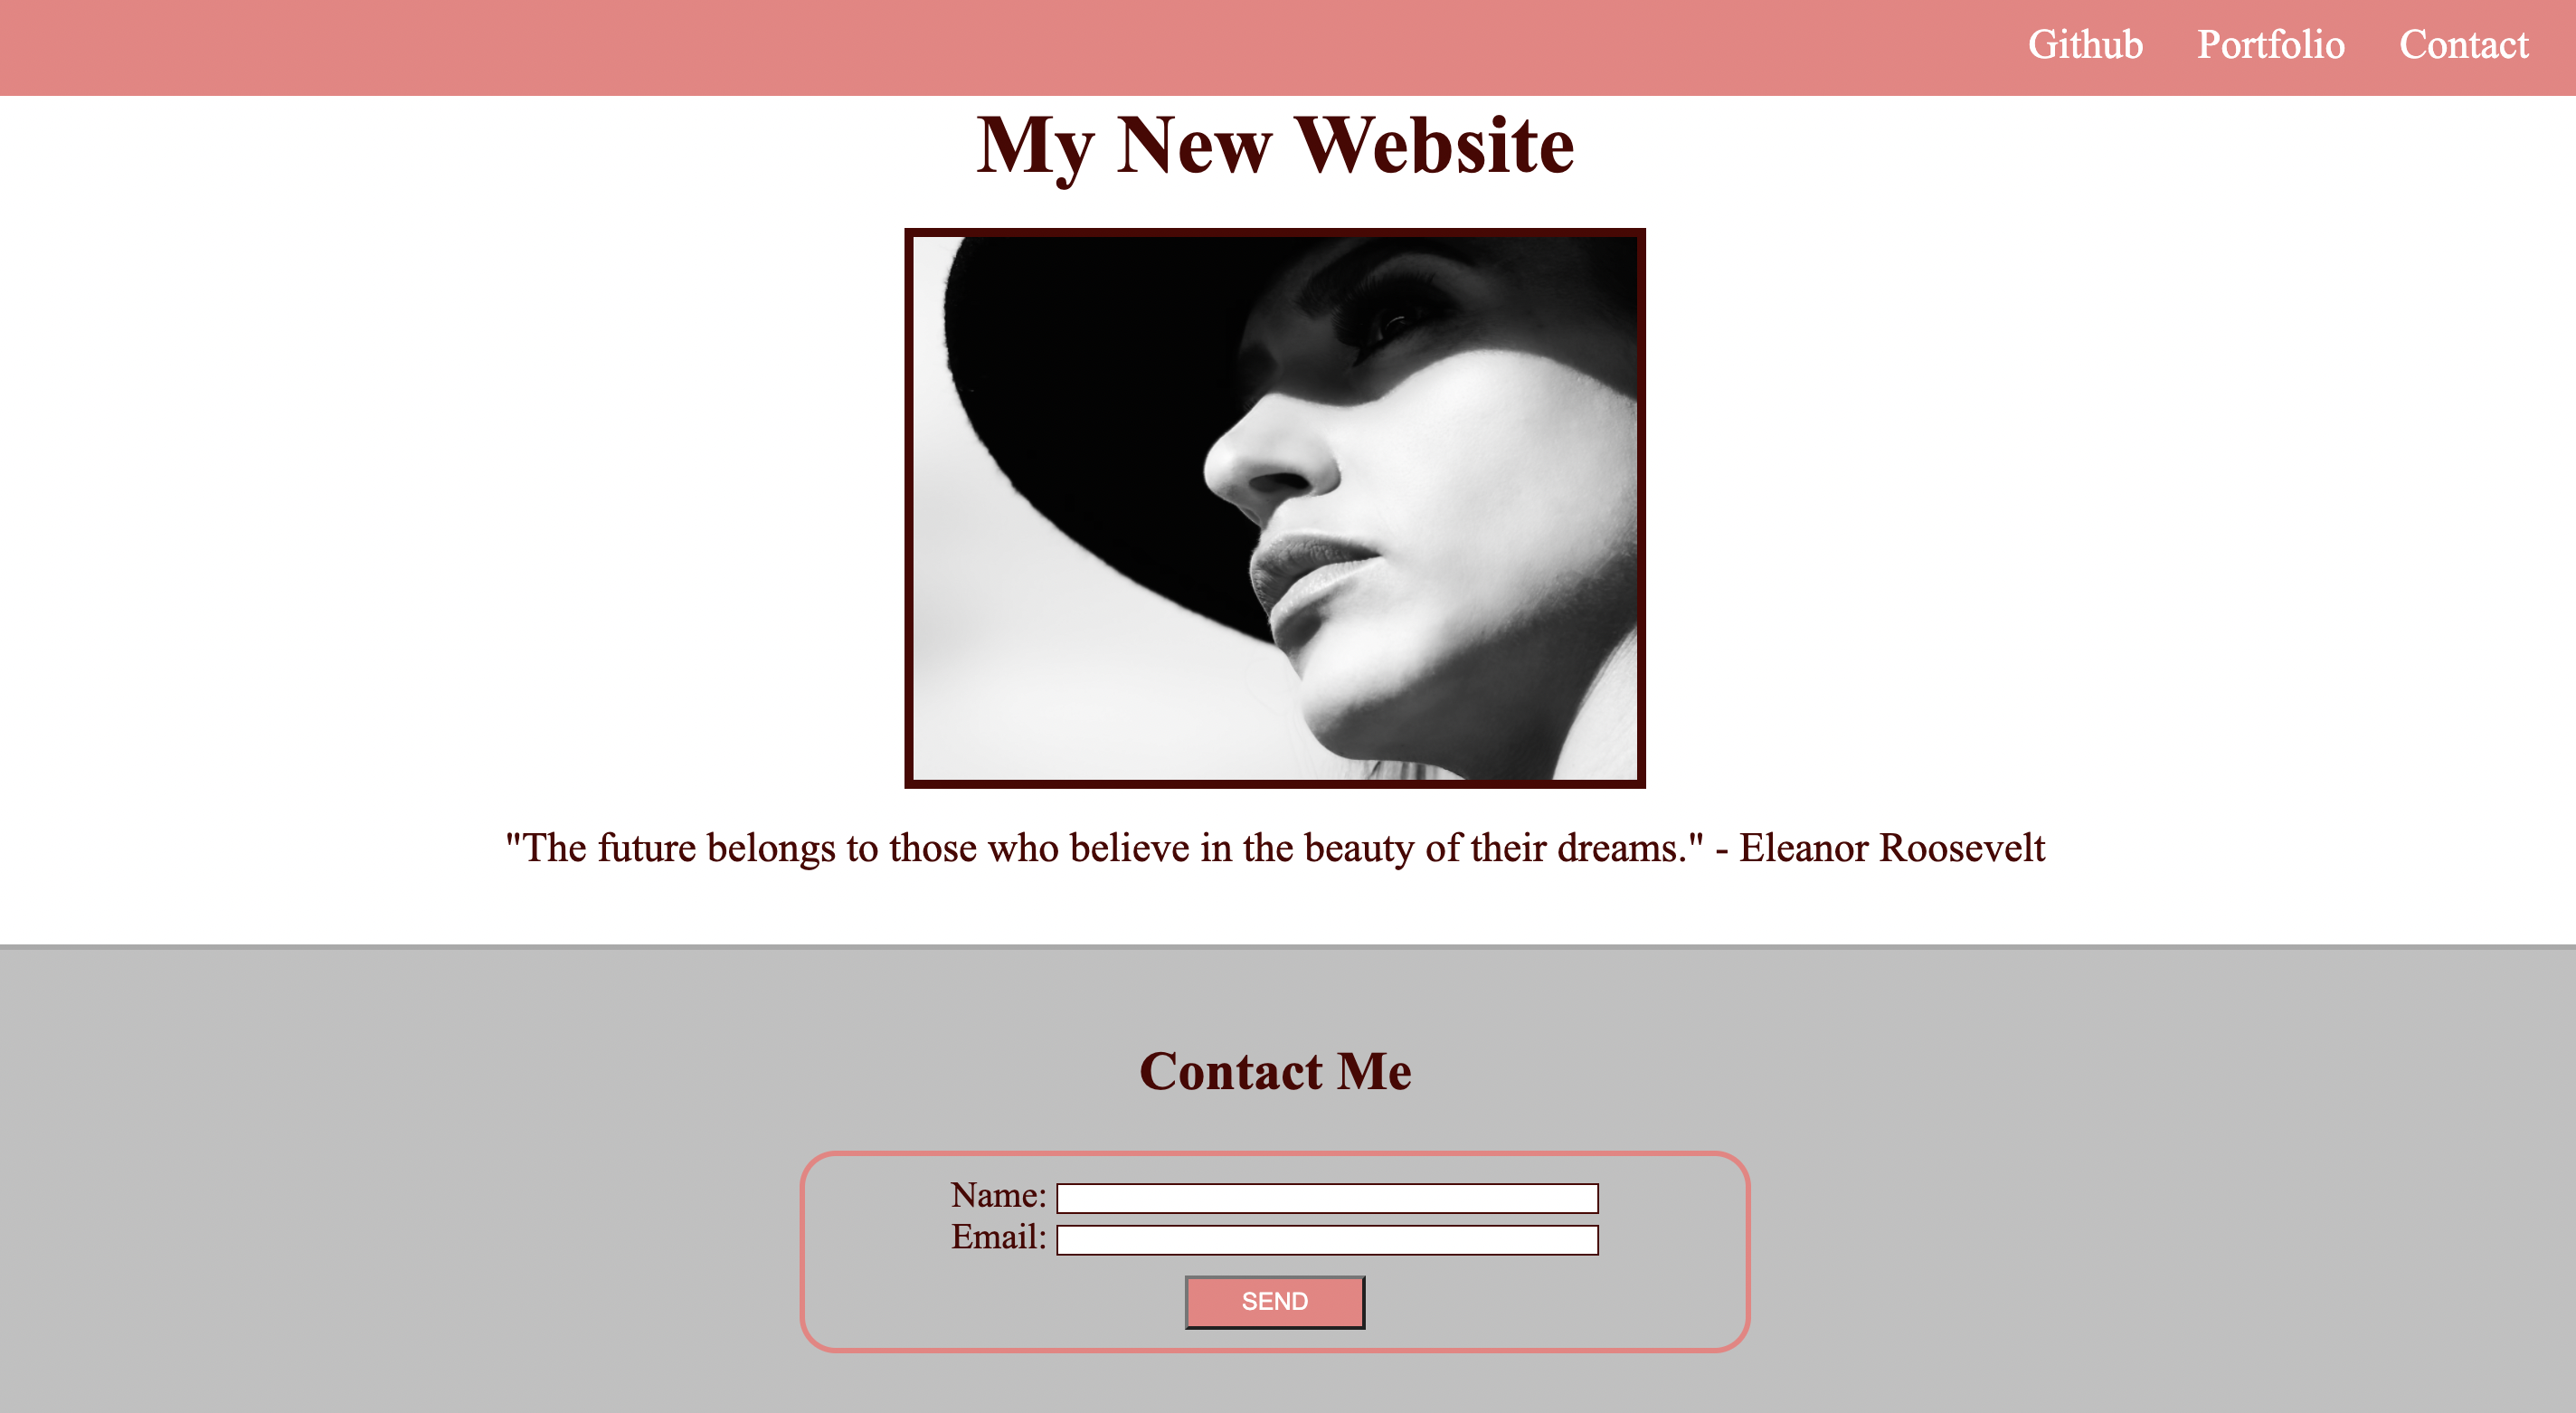 Github Portfolio Contact
My New Website
"The future belongs to those who believe in the beauty of their dreams." - Eleanor Roosevelt
Contact Me
Name:
Email:
SEND